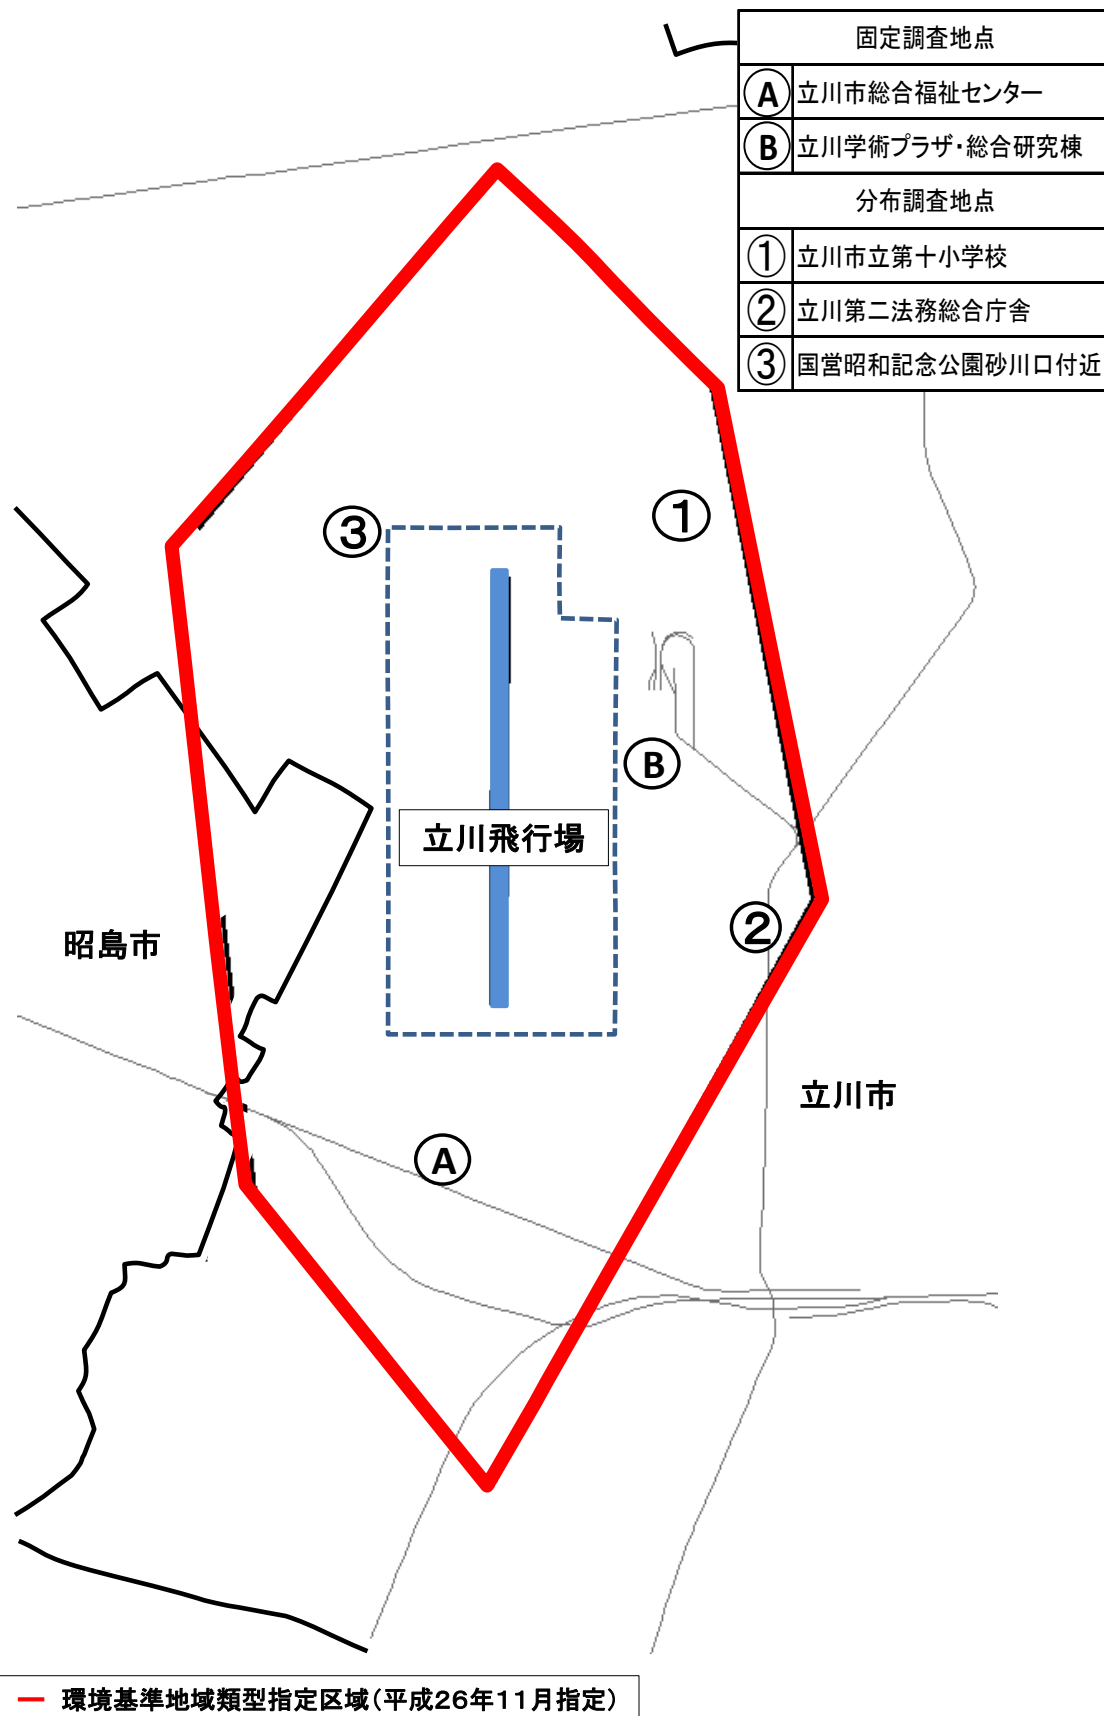 固定調査地点
A 立川市総合福祉センター
B 立川学術プラザ・総合研究棟
分布調査地点
① 立川市立第十小学校
② 立川第二法務総合庁舎
③ 国営昭和記念公園砂川口付近
③
①
B
立川飛行場
②
昭島市
立川市
A
環境基準地域類型指定区域(平成26年11月指定)